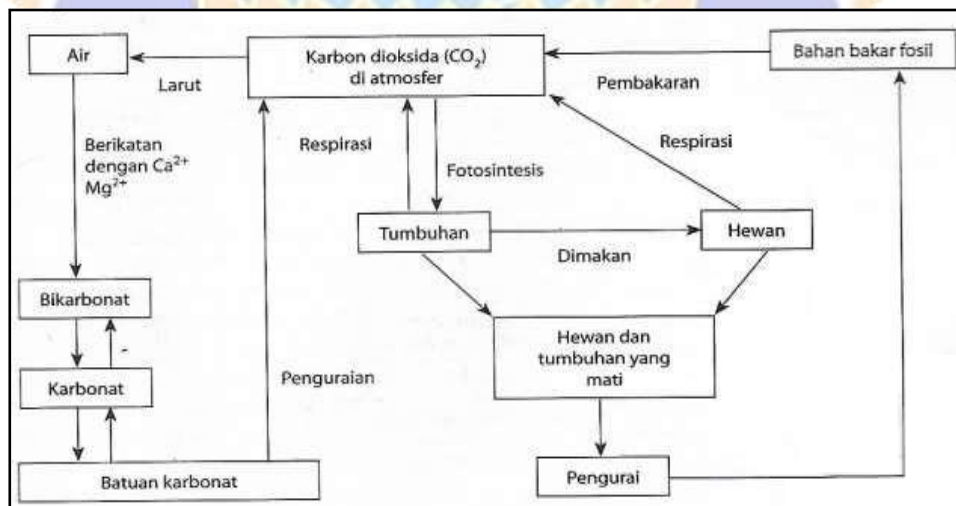 Air
Larut
Karbon dioksida (CO₂)
di atmosfer
Pembakaran
Bahan bakar fosil
Berikatan
dengan Ca²⁺
Mg²⁺
Respirasi
Fotosintesis
Respirasi
Tumbuhan
Dimakan
Hewan
Bikarbonat
Hewan dan
tumbuhan yang
mati
Karbonat
Penguraian
Batuan karbonat
Pengurai